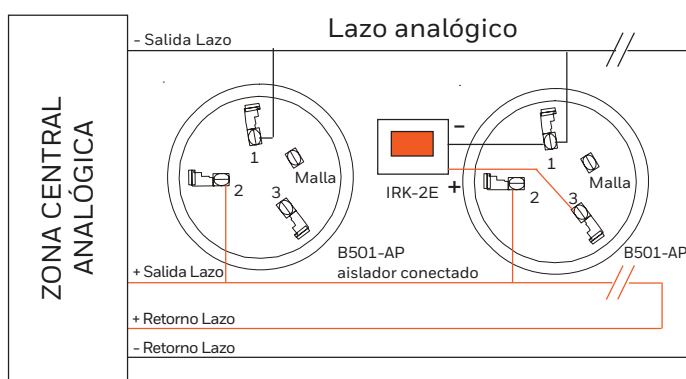 Lazo analógico
- Salida Lazo
ZONA CENTRAL
ANALÓGICA
1
Malla
2
3
B501-AP
aislador conectado
-
IRK-2E
+
1
Malla
2
3
B501-AP
+ Salida Lazo
+ Retorno Lazo
- Retorno Lazo